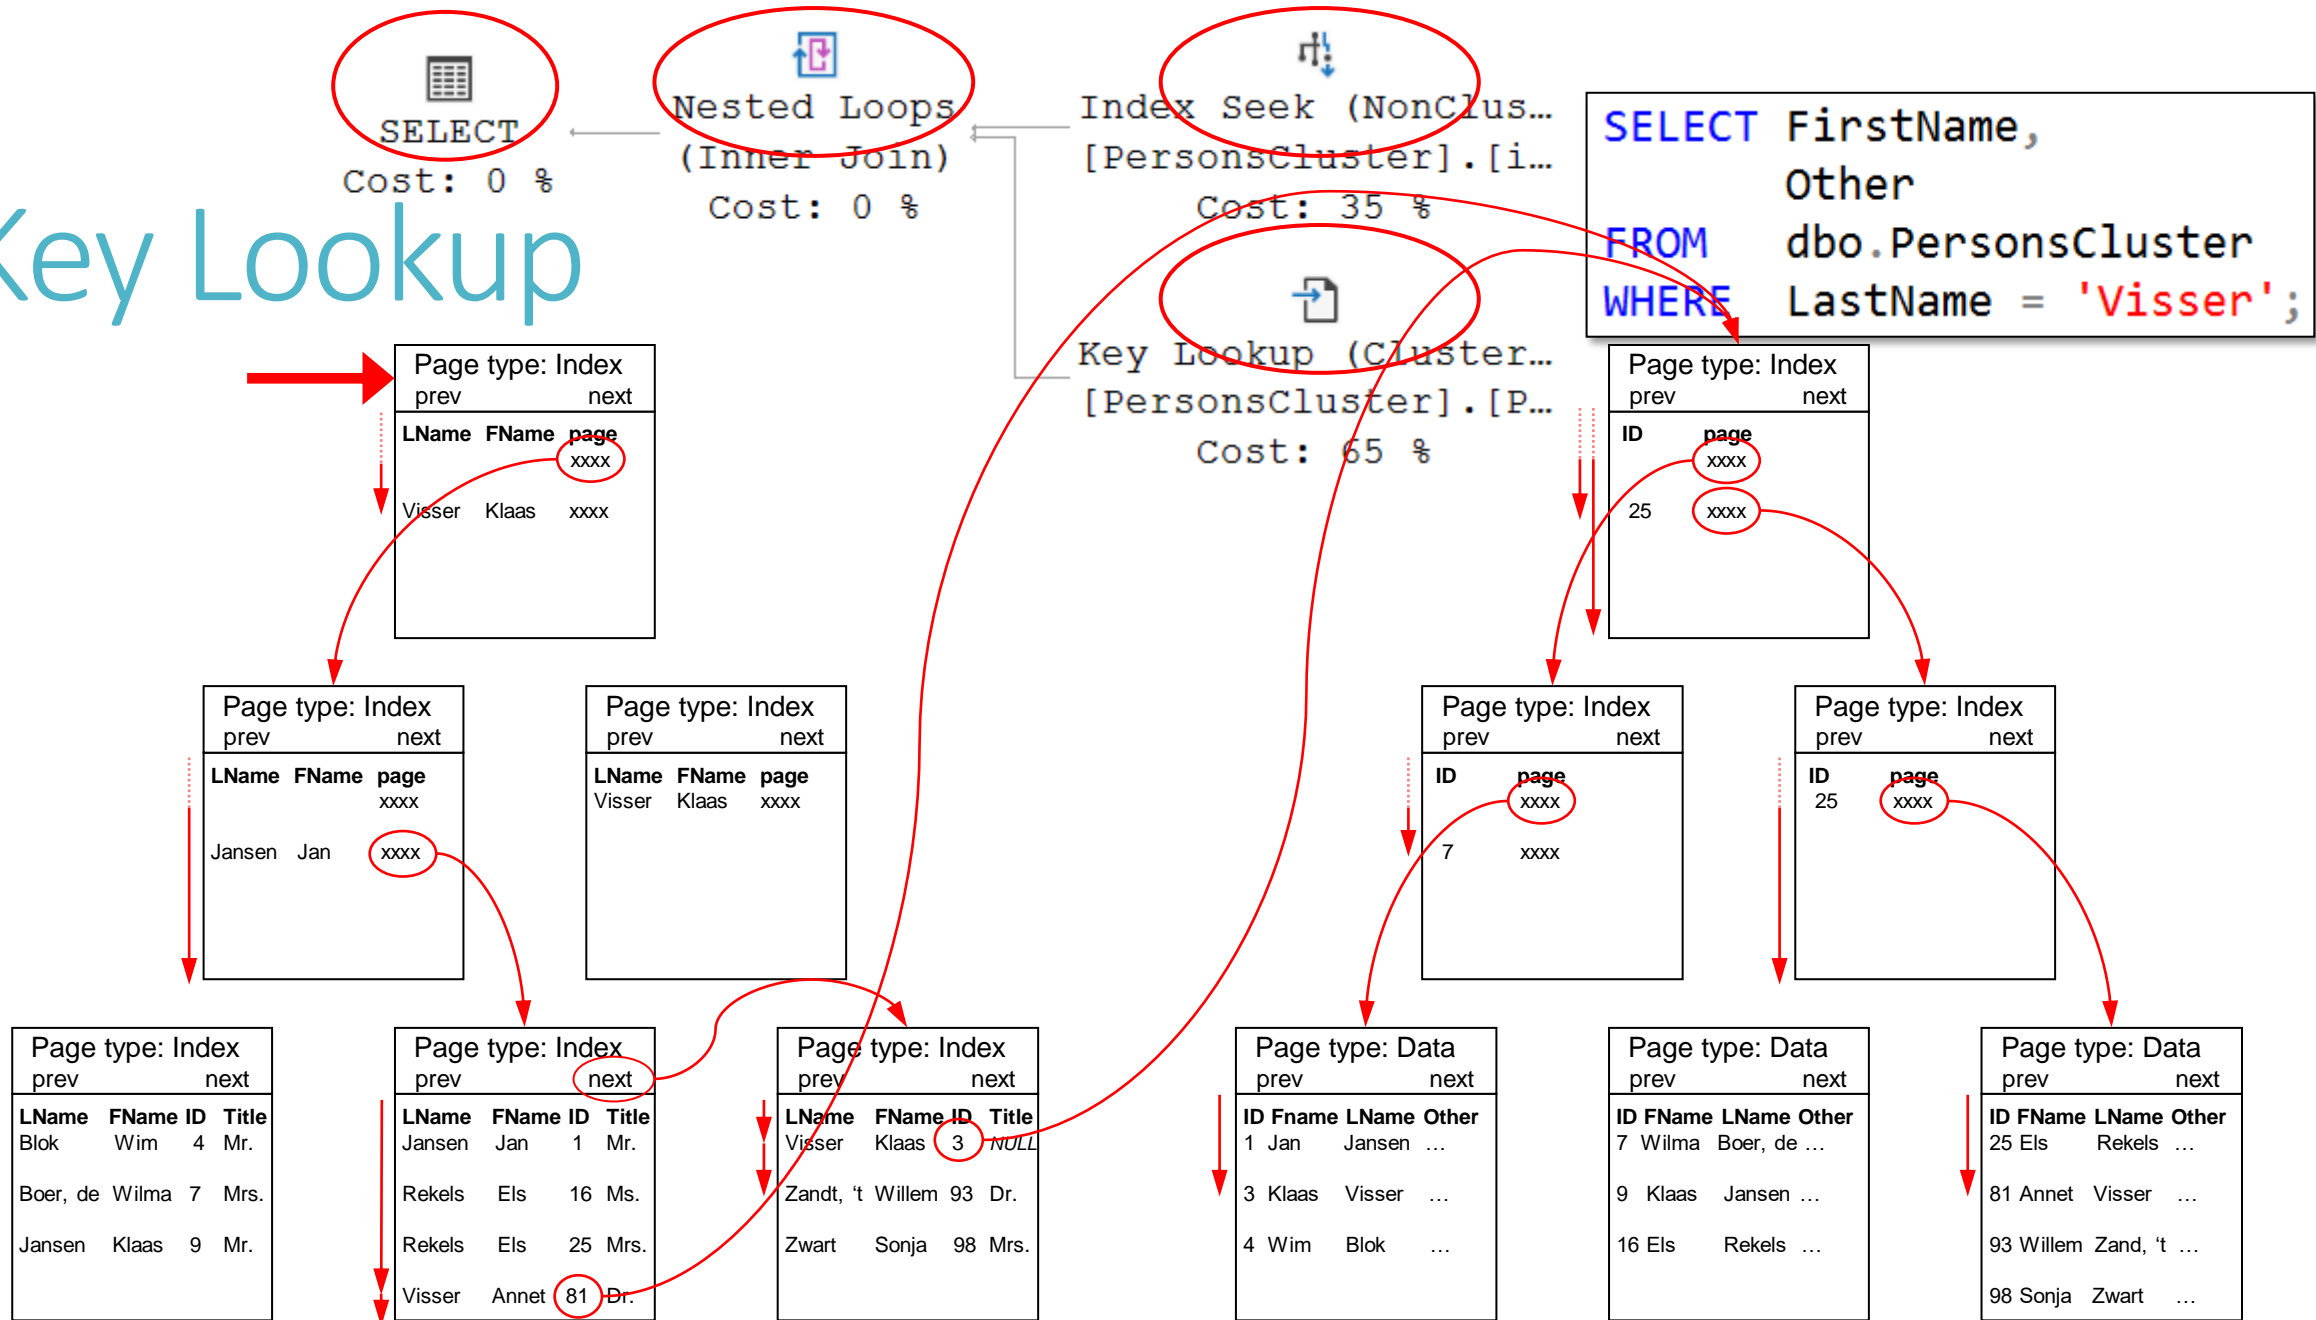 SELECT
Cost: 0 %
Nested Loops
(Inner Join)
Cost: 0 %
Index Seek (NonClus…
[PersonsCluster].[i…
Cost: 35 %
Key Lookup (Cluster…
[PersonsCluster].[P…
Cost: 65 %
SELECT FirstName,
Other
FROM dbo.PersonsCluster
WHERE LastName = 'Visser';
Key Lookup
Page type: Index
prev next
LName FName page
xxxx
Visser Klaas xxxx
Page type: Index
prev next
ID page
xxxx
25 xxxx
Page type: Index
prev next
LName FName page
xxxx
Jansen Jan xxxx
Page type: Index
prev next
LName FName page
Visser Klaas xxxx
Page type: Index
prev next
ID page
xxxx
7 xxxx
Page type: Index
prev next
ID page
25 xxxx
Page type: Index
prev next
LName FName ID Title
Blok Wim 4 Mr.
Boer, de Wilma 7 Mrs.
Jansen Klaas 9 Mr.
Page type: Index
prev next
LName FName ID Title
Jansen Jan 1 Mr.
Rekels Els 16 Ms.
Rekels Els 25 Mrs.
Visser Annet 81 Dr.
Page type: Index
prev next
LName FName ID Title
Visser Klaas 3 NULL
Zandt, ‘t Willem 93 Dr.
Zwart Sonja 98 Mrs.
Page type: Data
prev next
ID Fname LName Other
1 Jan Jansen …
3 Klaas Visser …
4 Wim Blok …
Page type: Data
prev next
ID FName LName Other
7 Wilma Boer, de …
9 Klaas Jansen …
16 Els Rekels …
Page type: Data
prev next
ID FName LName Other
25 Els Rekels …
81 Annet Visser …
93 Willem Zand, ‘t …
98 Sonja Zwart …